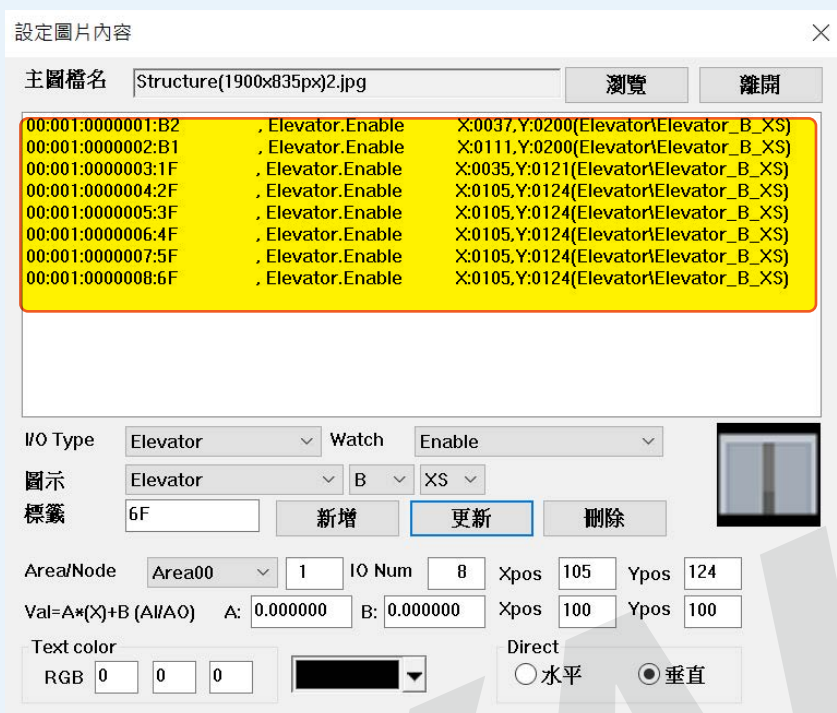 設定圖片內容
主圖檔名 Structure(1900x835px)2.jpg 瀏覽 離開
00:001:0000001:B2 , Elevator.Enable X:0037,Y:0200(Elevator\Elevator_B_XS)
00:001:0000002:B1 , Elevator.Enable X:0111,Y:0200(Elevator\Elevator_B_XS)
00:001:0000003:1F , Elevator.Enable X:0035,Y:0121(Elevator\Elevator_B_XS)
00:001:0000004:2F , Elevator.Enable X:0105,Y:0124(Elevator\Elevator_B_XS)
00:001:0000005:3F , Elevator.Enable X:0105,Y:0124(Elevator\Elevator_B_XS)
00:001:0000006:4F , Elevator.Enable X:0105,Y:0124(Elevator\Elevator_B_XS)
00:001:0000007:5F , Elevator.Enable X:0105,Y:0124(Elevator\Elevator_B_XS)
00:001:0000008:6F , Elevator.Enable X:0105,Y:0124(Elevator\Elevator_B_XS)
I/O Type Elevator Watch Enable
圖示 Elevator B XS
標籤 6F 新增 更新 刪除
Area/Node Area00 1 IO Num 8 Xpos 105 Ypos 124
Val=A*(X)+B (AI/AO) A: 0.000000 B: 0.000000 Xpos 100 Ypos 100
Text color Direct
RGB 0 0 0 水平 垂直